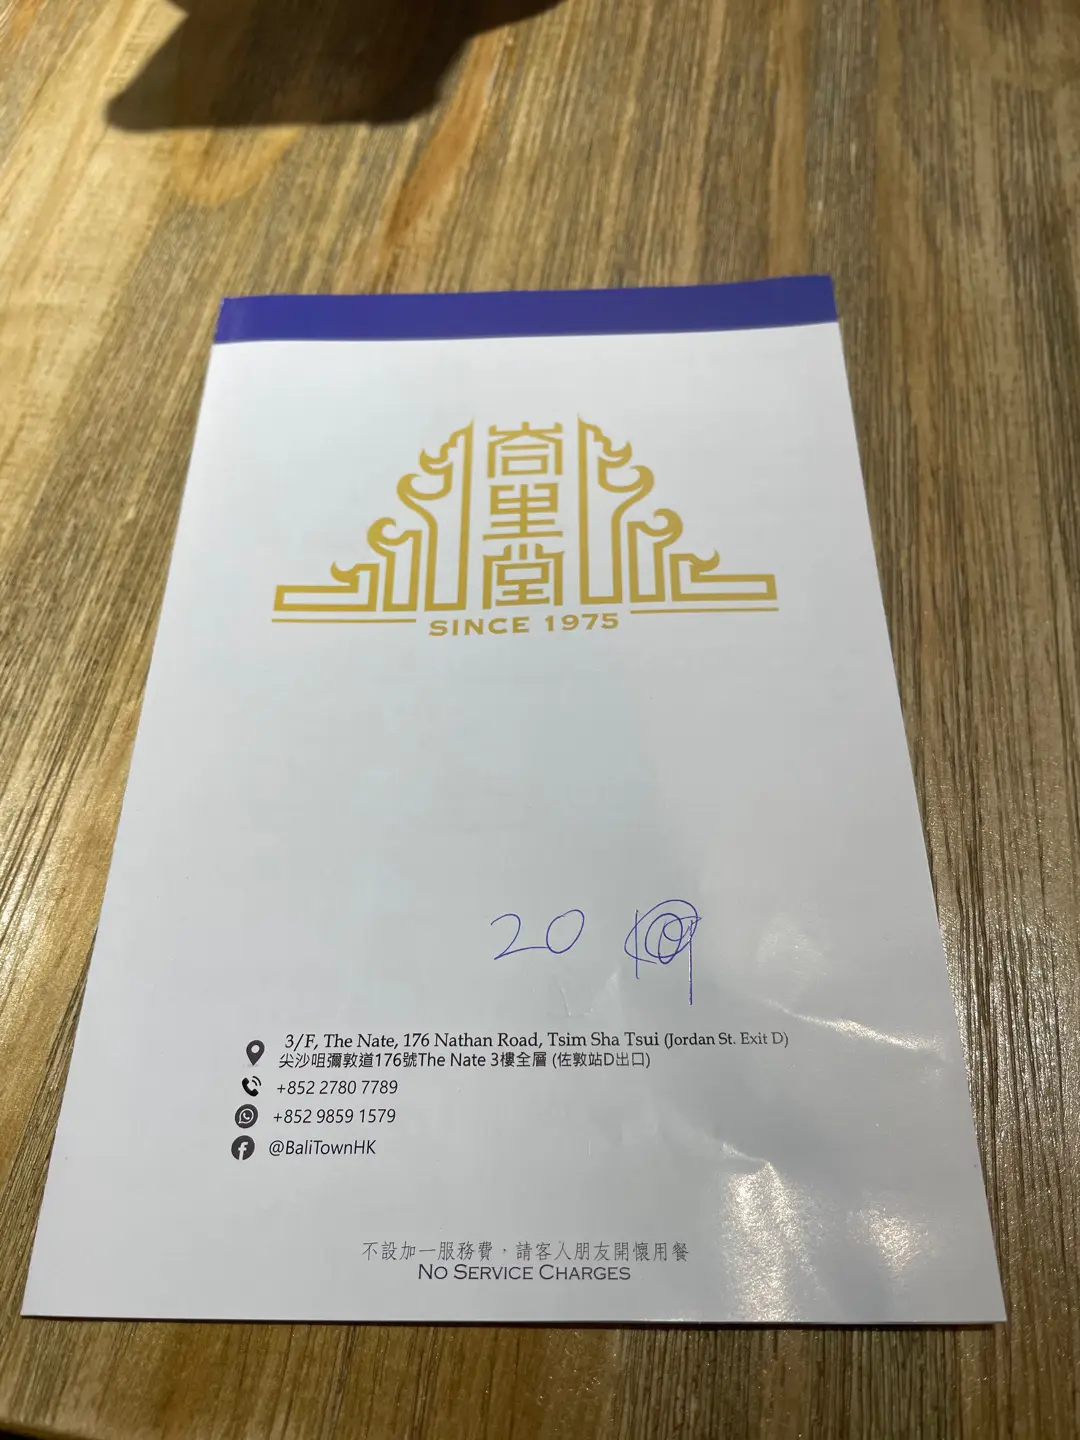 峇里堂
SINCE 1975
20
3/F, The Nate, 176 Nathan Road, Tsim Sha Tsui (Jordan St. Exit D)
尖沙咀彌敦道176號The Nate 3樓全層 (佐敦站D出口)
+852 2780 7789
+852 9859 1579
@BaliTownHK
不設加一服務費，請客人朋友開懷用餐
NO SERVICE CHARGES